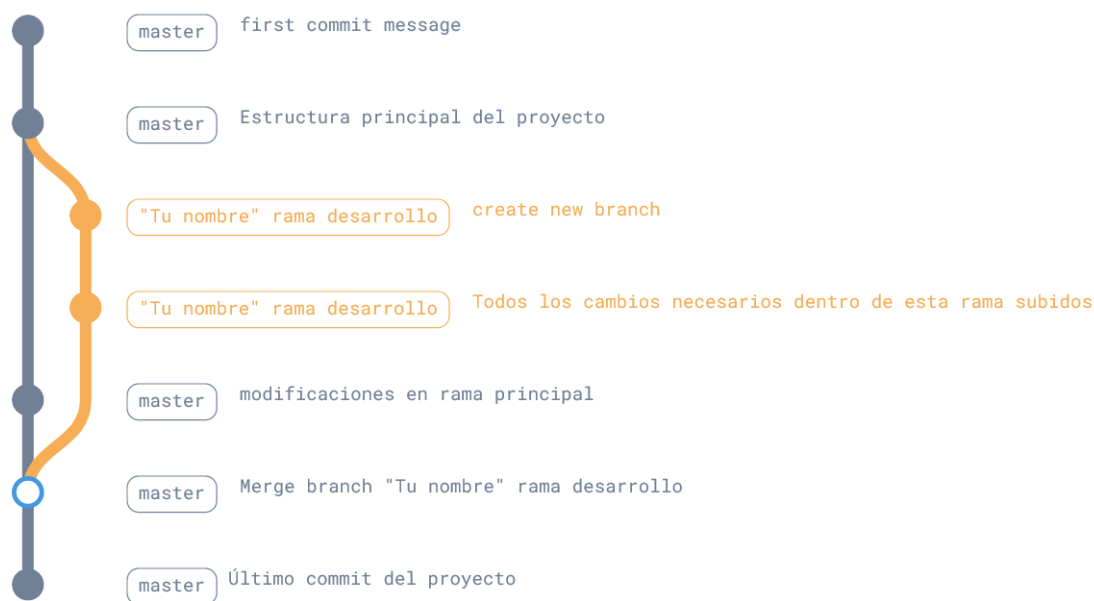 master first commit message
master Estructura principal del proyecto
"Tu nombre" rama desarrollo create new branch
"Tu nombre" rama desarrollo Todos los cambios necesarios dentro de esta rama subidos
master modificaciones en rama principal
master Merge branch "Tu nombre" rama desarrollo
master Último commit del proyecto